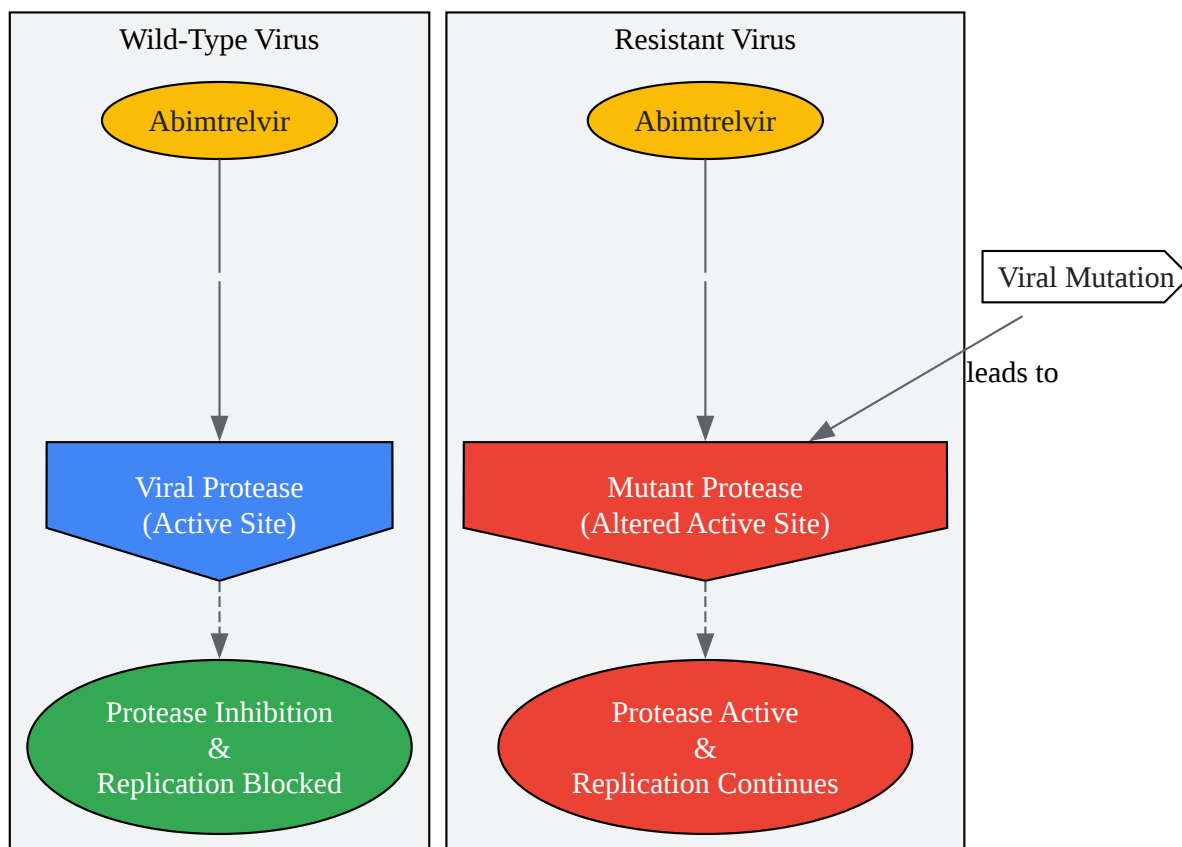 Wild-Type Virus
Abimtrelvir
Viral Protease
(Active Site)
Protease Inhibition
&
Replication Blocked
Resistant Virus
Abimtrelvir
Viral Mutation
leads to
Mutant Protease
(Altered Active Site)
Protease Active
&
Replication Continues